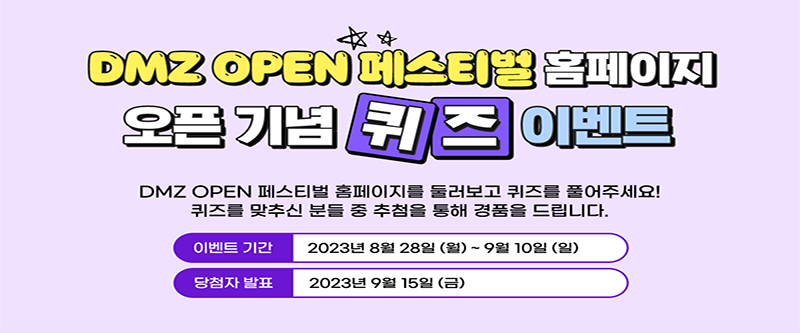 DMZ OPEN 페스티벌 홈페이지
오픈 기념 퀴즈 이벤트
DMZ OPEN 페스티벌 홈페이지를 둘러보고 퀴즈를 풀어주세요!
퀴즈를 맞추신 분들 중 추첨을 통해 경품을 드립니다.
이벤트 기간 2023년 8월 28일 (월) ~ 9월 10일 (일)
당첨자 발표 2023년 9월 15일 (금)